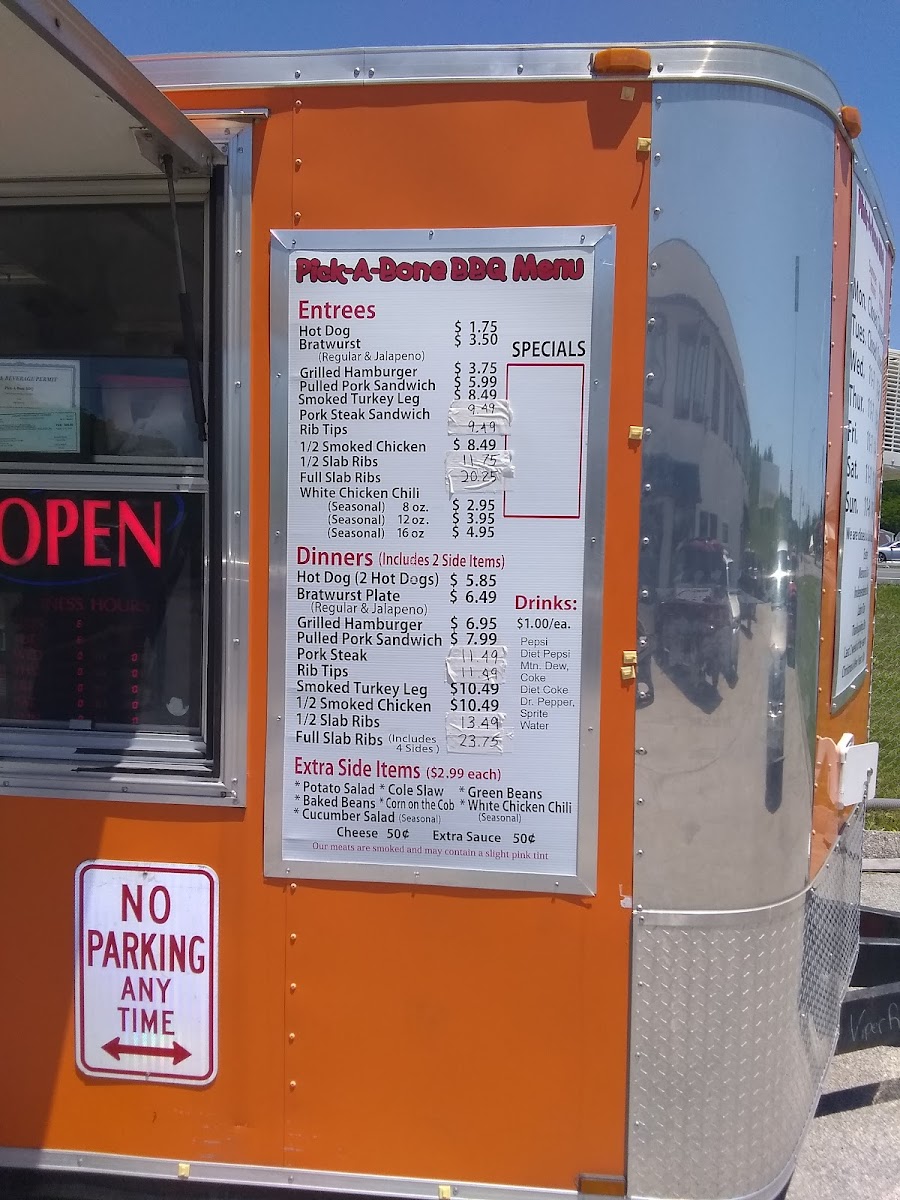 Pick-A-Bone BBQ Menu
Entrees
Hot Dog $ 1.75
Bratwurst $ 3.50
(Regular & Jalapeno)
Grilled Hamburger $ 3.75
Pulled Pork Sandwich $ 5.99
Smoked Turkey Leg $ 8.49
Pork Steak Sandwich 9.49
Rib Tips 9.49
1/2 Smoked Chicken $ 8.49
1/2 Slab Ribs 11.75
Full Slab Ribs 20.25
White Chicken Chili
(Seasonal) 8 oz. $ 2.95
(Seasonal) 12 oz. $ 3.95
(Seasonal) 16 oz $ 4.95
SPECIALS
Dinners (Includes 2 Side Items)
Hot Dog (2 Hot Dogs) $ 5.85
Bratwurst Plate $ 6.49
(Regular & Jalapeno)
Grilled Hamburger $ 6.95
Pulled Pork Sandwich $ 7.99
Pork Steak 11.49
Rib Tips 11.49
Smoked Turkey Leg $10.49
1/2 Smoked Chicken $10.49
1/2 Slab Ribs 13.49
Full Slab Ribs (Includes 4 Sides) 23.75
Drinks:
$1.00/ea.
Pepsi
Diet Pepsi
Mtn. Dew,
Coke
Diet Coke
Dr. Pepper,
Sprite
Water
Extra Side Items ($2.99 each)
* Potato Salad * Cole Slaw * Green Beans
* Baked Beans * Corn on the Cob * White Chicken Chili
* Cucumber Salad (Seasonal) (Seasonal)
Cheese 50¢ Extra Sauce 50¢
Our meats are smoked and may contain a slight pink tint
OPEN
BEVERAGE PERMIT
HOURS
NO
PARKING
ANY
TIME
Mon.
Tues.
Wed.
Thur.
Fri.
Sat.
Sun.